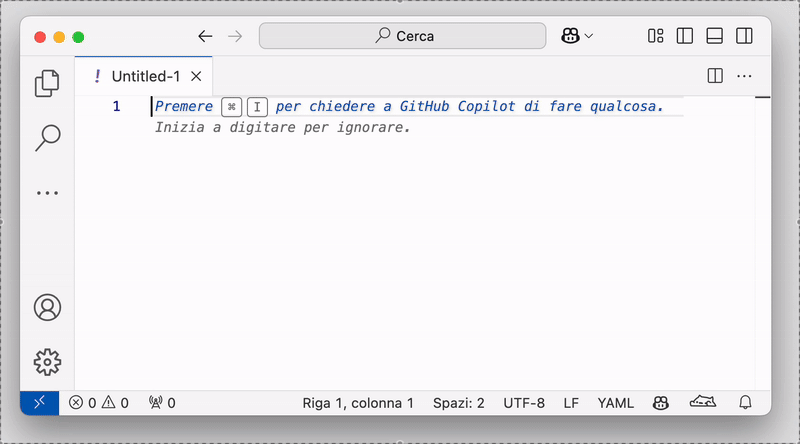 Cerca
! Untitled-1
1 Premere ⌘ I per chiedere a GitHub Copilot di fare qualcosa.
Inizia a digitare per ignorare.
0 0 0 Riga 1, colonna 1 Spazi: 2 UTF-8 LF YAML